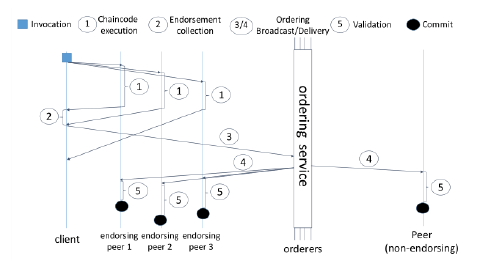 Invocation
1
Chaincode
execution
2
Endorsement
collection
3/4
Ordering
Broadcast/Delivery
5
Validation
Commit
1
1
1
2
3
4
4
5
5
5
5
ordering service
client
endorsing
peer 1
endorsing
peer 2
endorsing
peer 3
orderers
Peer
(non-endorsing)